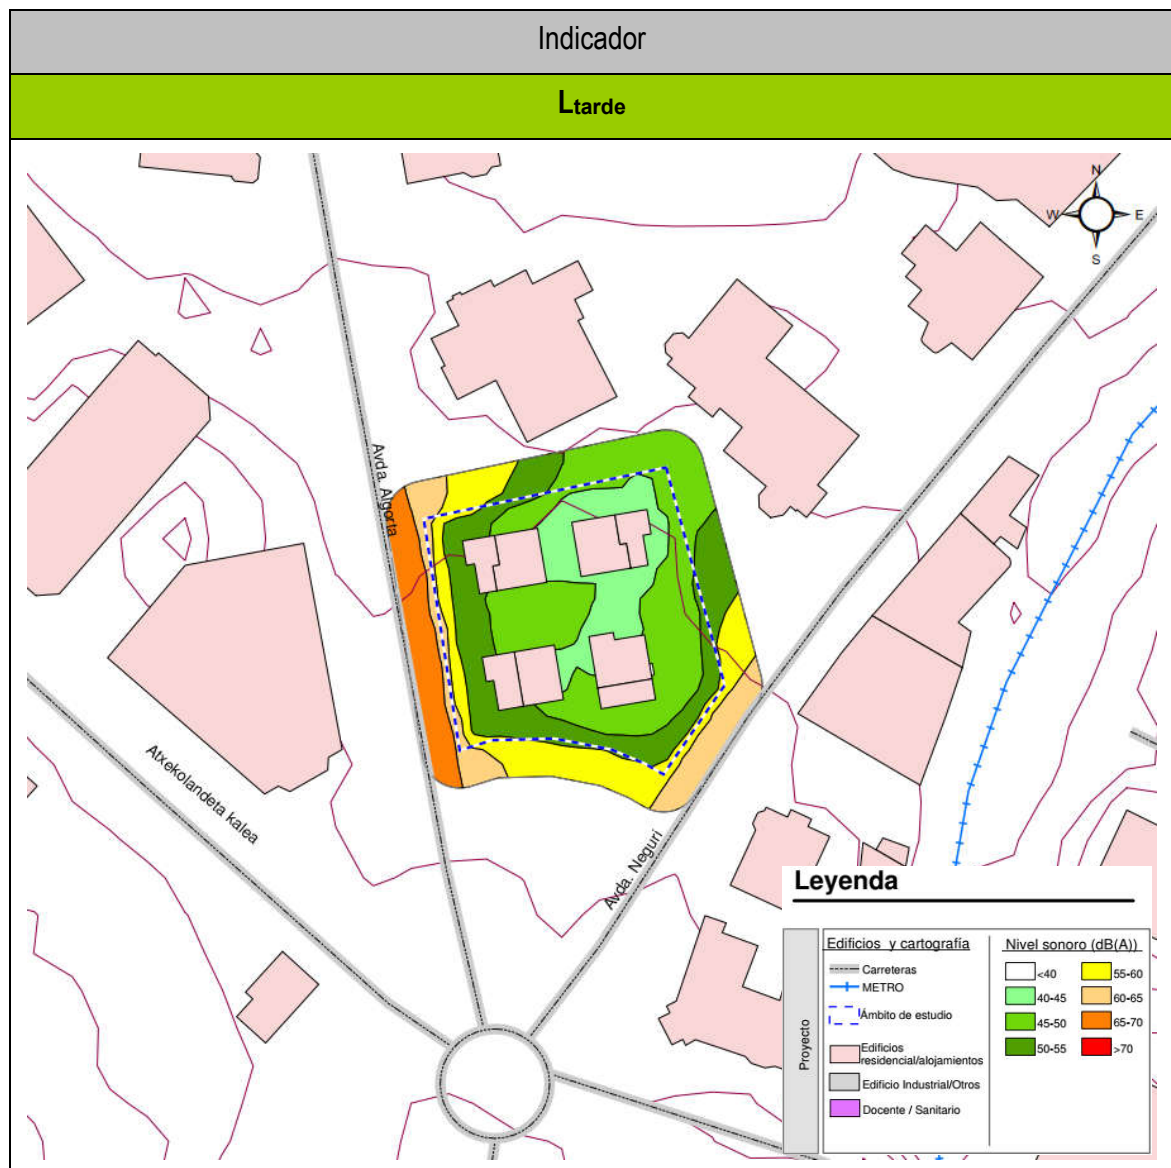 Indicador
Ltarde
N
W
E
S
Avda. Algorta
Atxekolandeta kalea
Avda. Neguri
Leyenda
Proyecto
Edificios y cartografía
Carreteras
METRO
Ámbito de estudio
Edificios
residencial/alojamientos
Edificio Industrial/Otros
Docente / Sanitario
Nivel sonoro (dB(A))
<40
55-60
40-45
60-65
45-50
65-70
50-55
>70